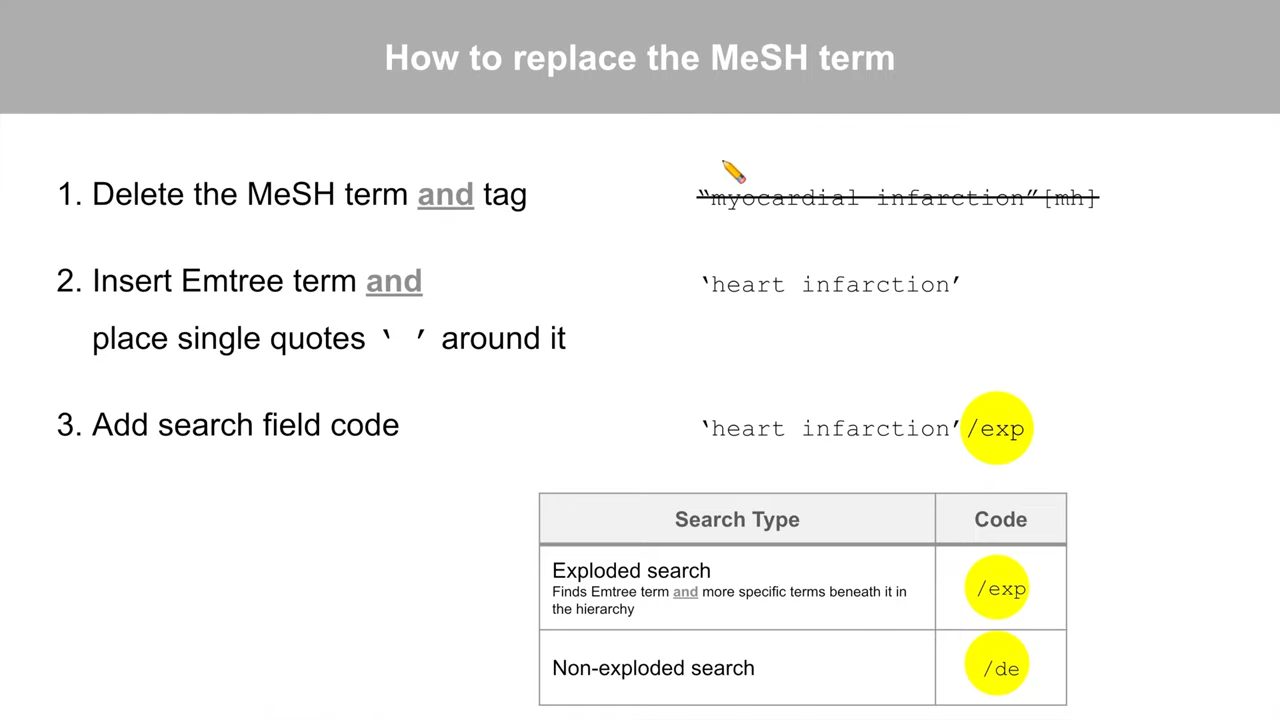 How to replace the MeSH term
1. Delete the MeSH term and tag
“myocardial infarction”[mh]
2. Insert Emtree term and
‘heart infarction’
place single quotes ‘ ’ around it
3. Add search field code
‘heart infarction’/exp
Search Type
Code
Exploded search
Finds Emtree term and more specific terms beneath it in
the hierarchy
/exp
Non-exploded search
/de